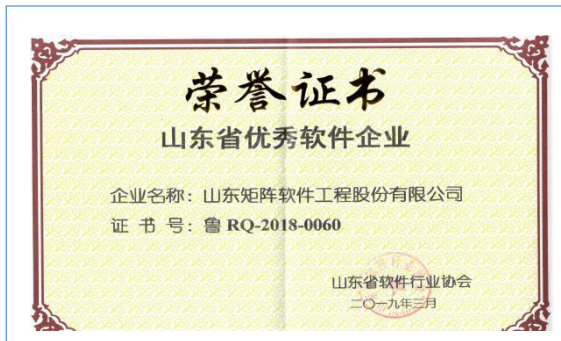 荣誉证书
山东省优秀软件企业
企业名称：山东矩阵软件工程股份有限公司
证 书 号：鲁 RQ-2018-0060
山东省软件行业协会
二〇一九年三月